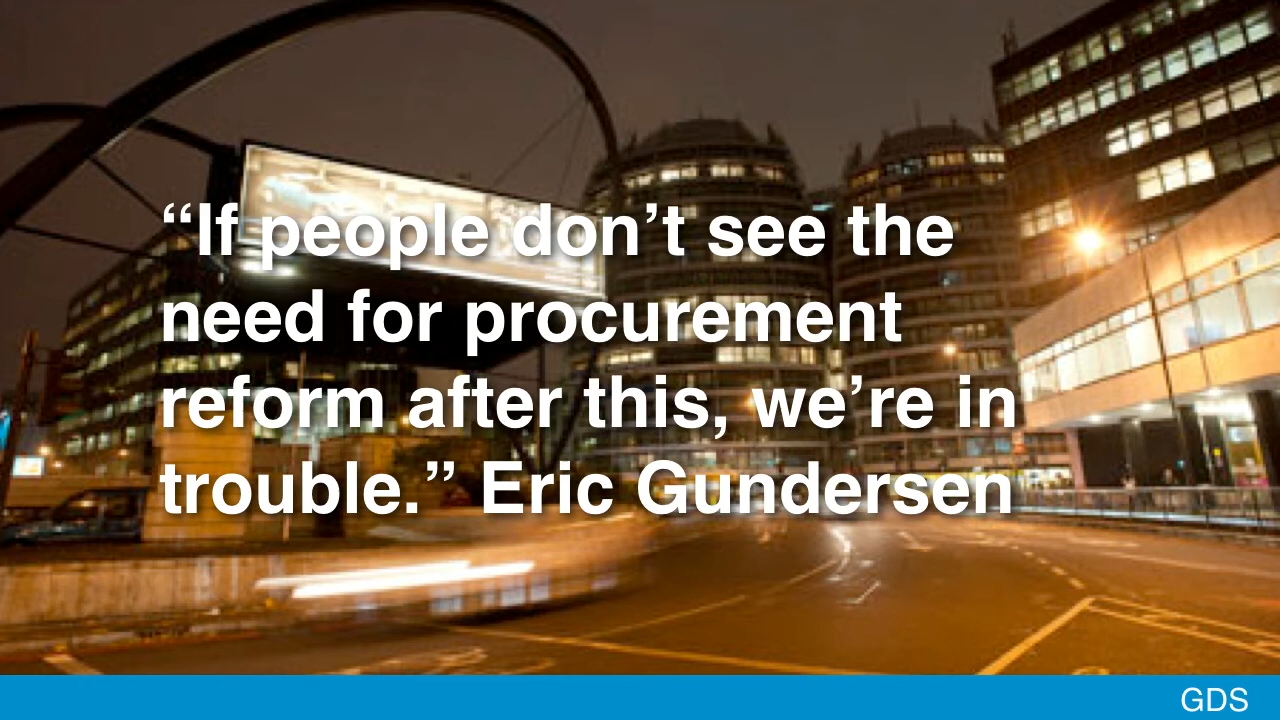 “If people don’t see the
need for procurement
reform after this, we’re in
trouble.” Eric Gundersen
GDS